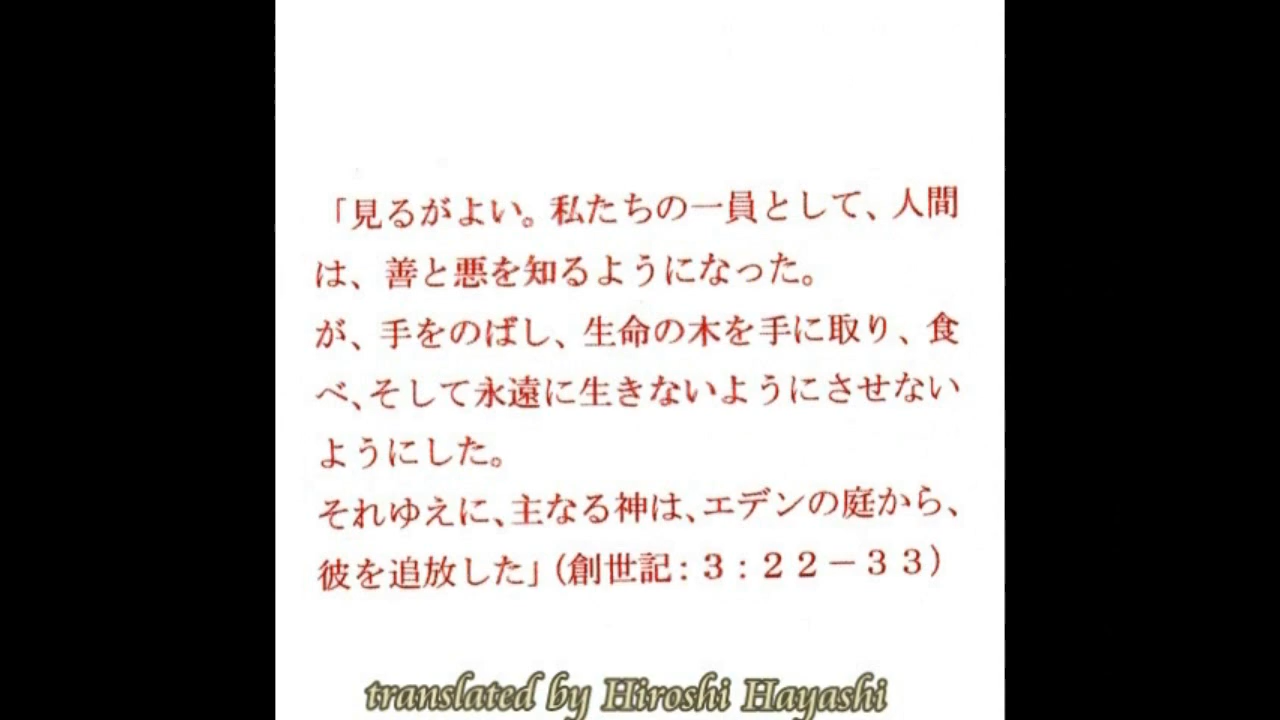 「見るがよい。私たちの一員として、人間
は、善と悪を知るようになった。
が、手をのばし、生命の木を手に取り、食
べ、そして永遠に生きないようにさせない
ようにした。
それゆえに、主なる神は、エデンの庭から、
彼を追放した」（創世記：３：２２－３３）
translated by Hiroshi Hayashi